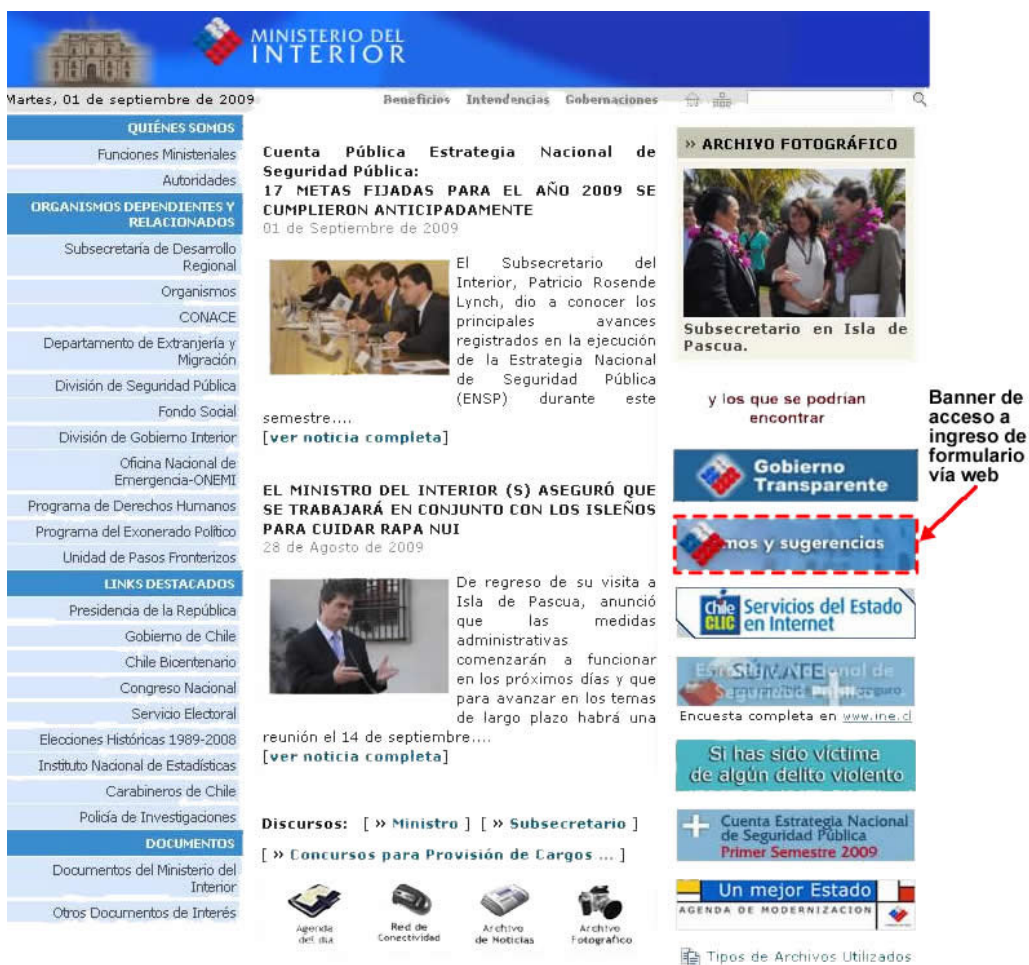 MINISTERIO DEL
INTERIOR
Martes, 01 de septiembre de 2009
Beneficios Intendencias Gobernaciones
QUIÉNES SOMOS
Funciones Ministeriales
Autoridades
ORGANISMOS DEPENDIENTES Y
RELACIONADOS
Subsecretaría de Desarrollo
Regional
Organismos
CONACE
Departamento de Extranjería y
Migración
División de Seguridad Pública
Fondo Social
División de Gobierno Interior
Oficina Nacional de
Emergencia-ONEMI
Programa de Derechos Humanos
Programa del Exonerado Político
Unidad de Pasos Fronterizos
LINKS DESTACADOS
Presidencia de la República
Gobierno de Chile
Chile Bicentenario
Congreso Nacional
Servicio Electoral
Elecciones Históricas 1989-2008
Instituto Nacional de Estadísticas
Carabineros de Chile
Policía de Investigaciones
DOCUMENTOS
Documentos del Ministerio del
Interior
Otros Documentos de Interés
Cuenta Pública Estrategia Nacional de
Seguridad Pública:
17 METAS FIJADAS PARA EL AÑO 2009 SE
CUMPLIERON ANTICIPADAMENTE
01 de Septiembre de 2009
El Subsecretario del
Interior, Patricio Rosende
Lynch, dio a conocer los
principales avances
registrados en la ejecución
de la Estrategia Nacional
de Seguridad Pública
(ENSP) durante este
semestre....
[ver noticia completa]
EL MINISTRO DEL INTERIOR (S) ASEGURÓ QUE
SE TRABAJARÁ EN CONJUNTO CON LOS ISLEÑOS
PARA CUIDAR RAPA NUI
28 de Agosto de 2009
De regreso de su visita a
Isla de Pascua, anunció
que las medidas
administrativas
comenzarán a funcionar
en los próximos días y que
para avanzar en los temas
de largo plazo habrá una
reunión el 14 de septiembre....
[ver noticia completa]
Discursos: [ » Ministro ] [ » Subsecretario ]
[ » Concursos para Provisión de Cargos ... ]
Agenda
del día
Red de
Conectividad
Archivo
de Noticias
Archivo
Fotográfico
» ARCHIVO FOTOGRÁFICO
Subsecretario en Isla de
Pascua.
y los que se podrían
encontrar
Gobierno
Transparente
mos y sugerencias
Chile CLIC Servicios del Estado
en Internet
SÚMATE
Encuesta completa en www.ine.cl
Si has sido víctima
de algún delito violento
Cuenta Estrategia Nacional
de Seguridad Pública
Primer Semestre 2009
Un mejor Estado
AGENDA DE MODERNIZACION
Tipos de Archivos Utilizados
Banner de
acceso a
ingreso de
formulario
vía web